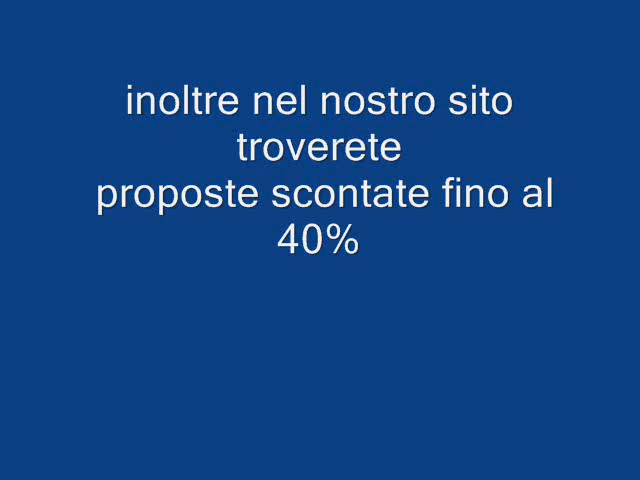 inoltre nel nostro sito
troverete
proposte scontate fino al
40%